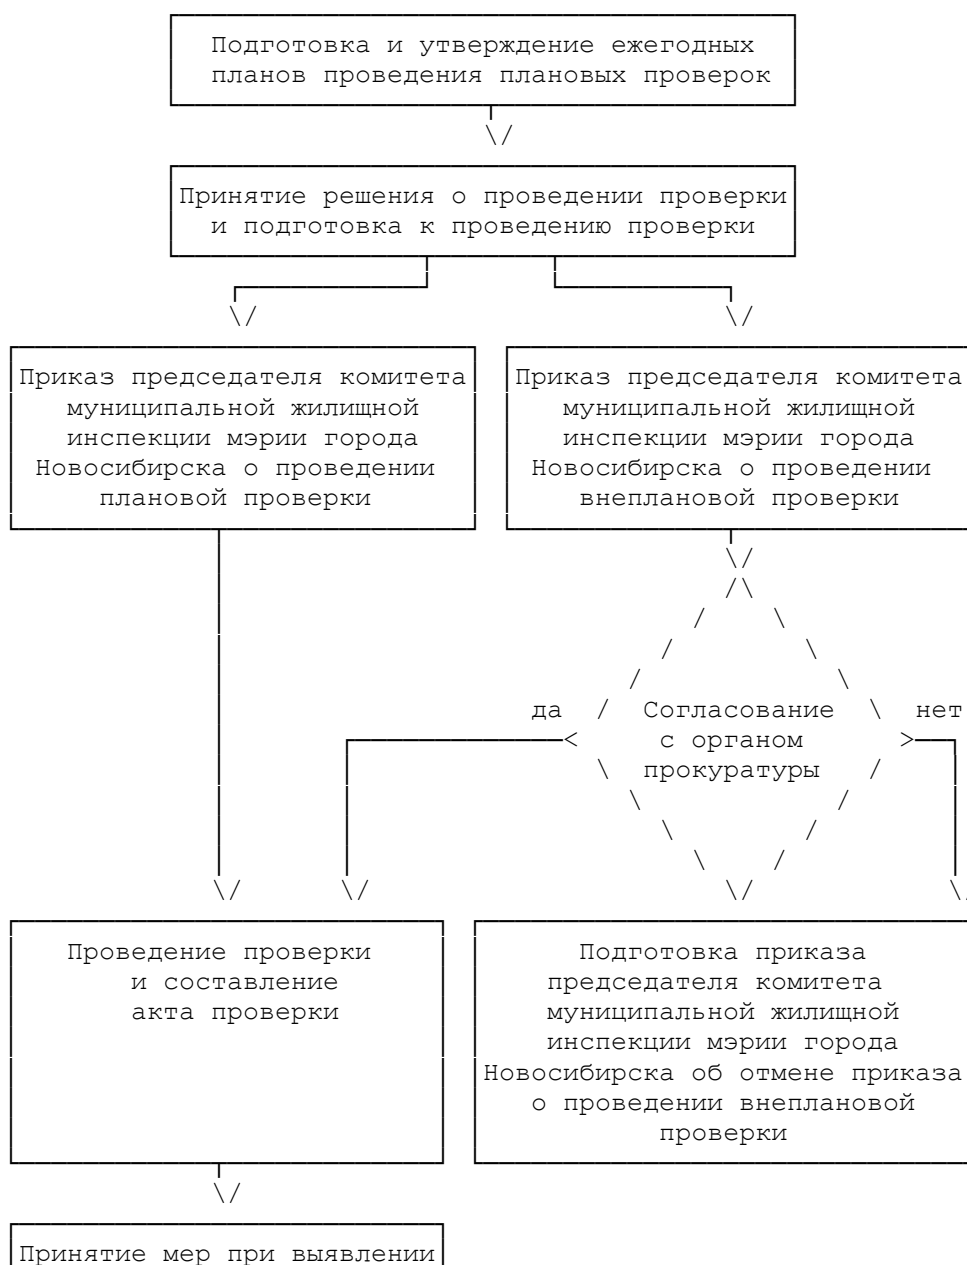 Подготовка и утверждение ежегодных
планов проведения плановых проверок
Принятие решения о проведении проверки
и подготовка к проведению проверки
Приказ председателя комитета
муниципальной жилищной
инспекции мэрии города
Новосибирска о проведении
плановой проверки
Приказ председателя комитета
муниципальной жилищной
инспекции мэрии города
Новосибирска о проведении
внеплановой проверки
да
Согласование
с органом
прокуратуры
нет
Проведение проверки
и составление
акта проверки
Подготовка приказа
председателя комитета
муниципальной жилищной
инспекции мэрии города
Новосибирска об отмене приказа
о проведении внеплановой
проверки
Принятие мер при выявлении